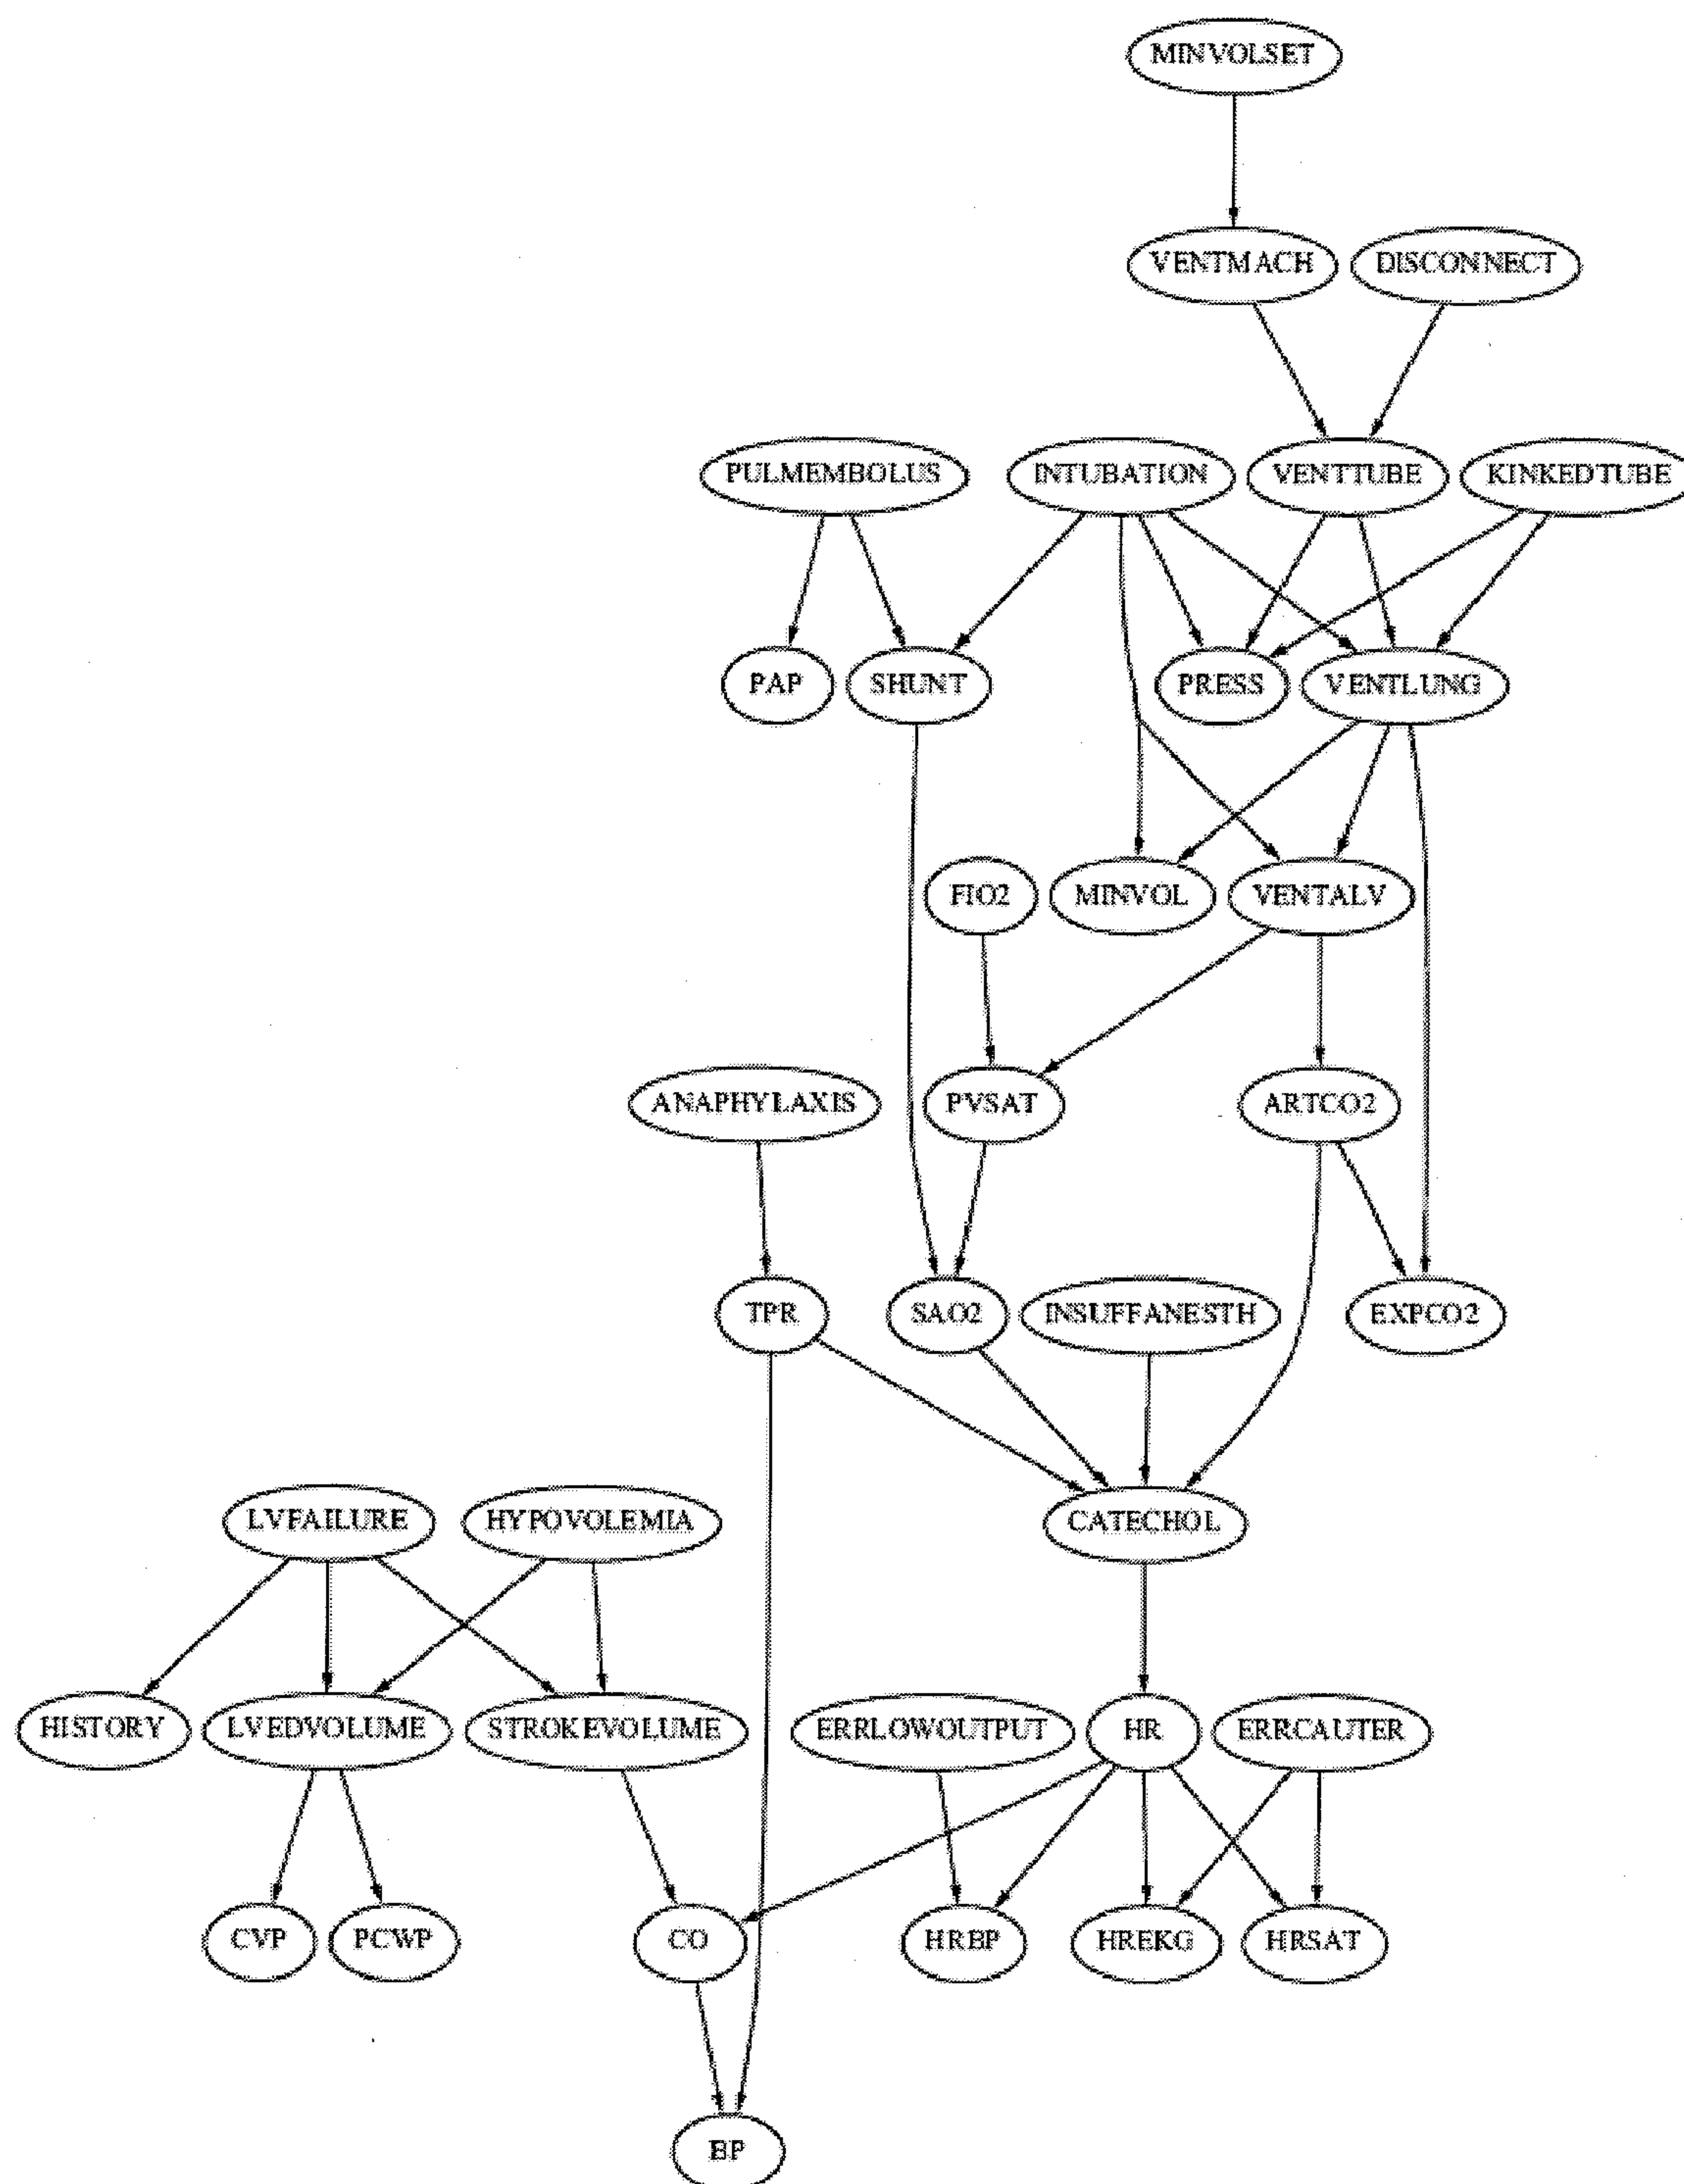 MINVOLSET
VENTMACH
DISCONNECT
PULMEMBOLUS
INTUBATION
VENTTUBE
KINKEDTUBE
PAP
SHUNT
PRESS
VENTLUNG
FIO2
MINVOL
VENTALV
ANAPHYLAXIS
PVSAT
ARTCO2
TPR
SAO2
INSUFFANESTH
EXPCO2
LVFAILURE
HYPOVOLEMIA
CATECHOL
HISTORY
LVEDVOLUME
STROKEVOLUME
ERRLOWOUTPUT
HR
ERRCAUTER
CVP
PCWP
CO
HRBP
HREKG
HRSAT
BP